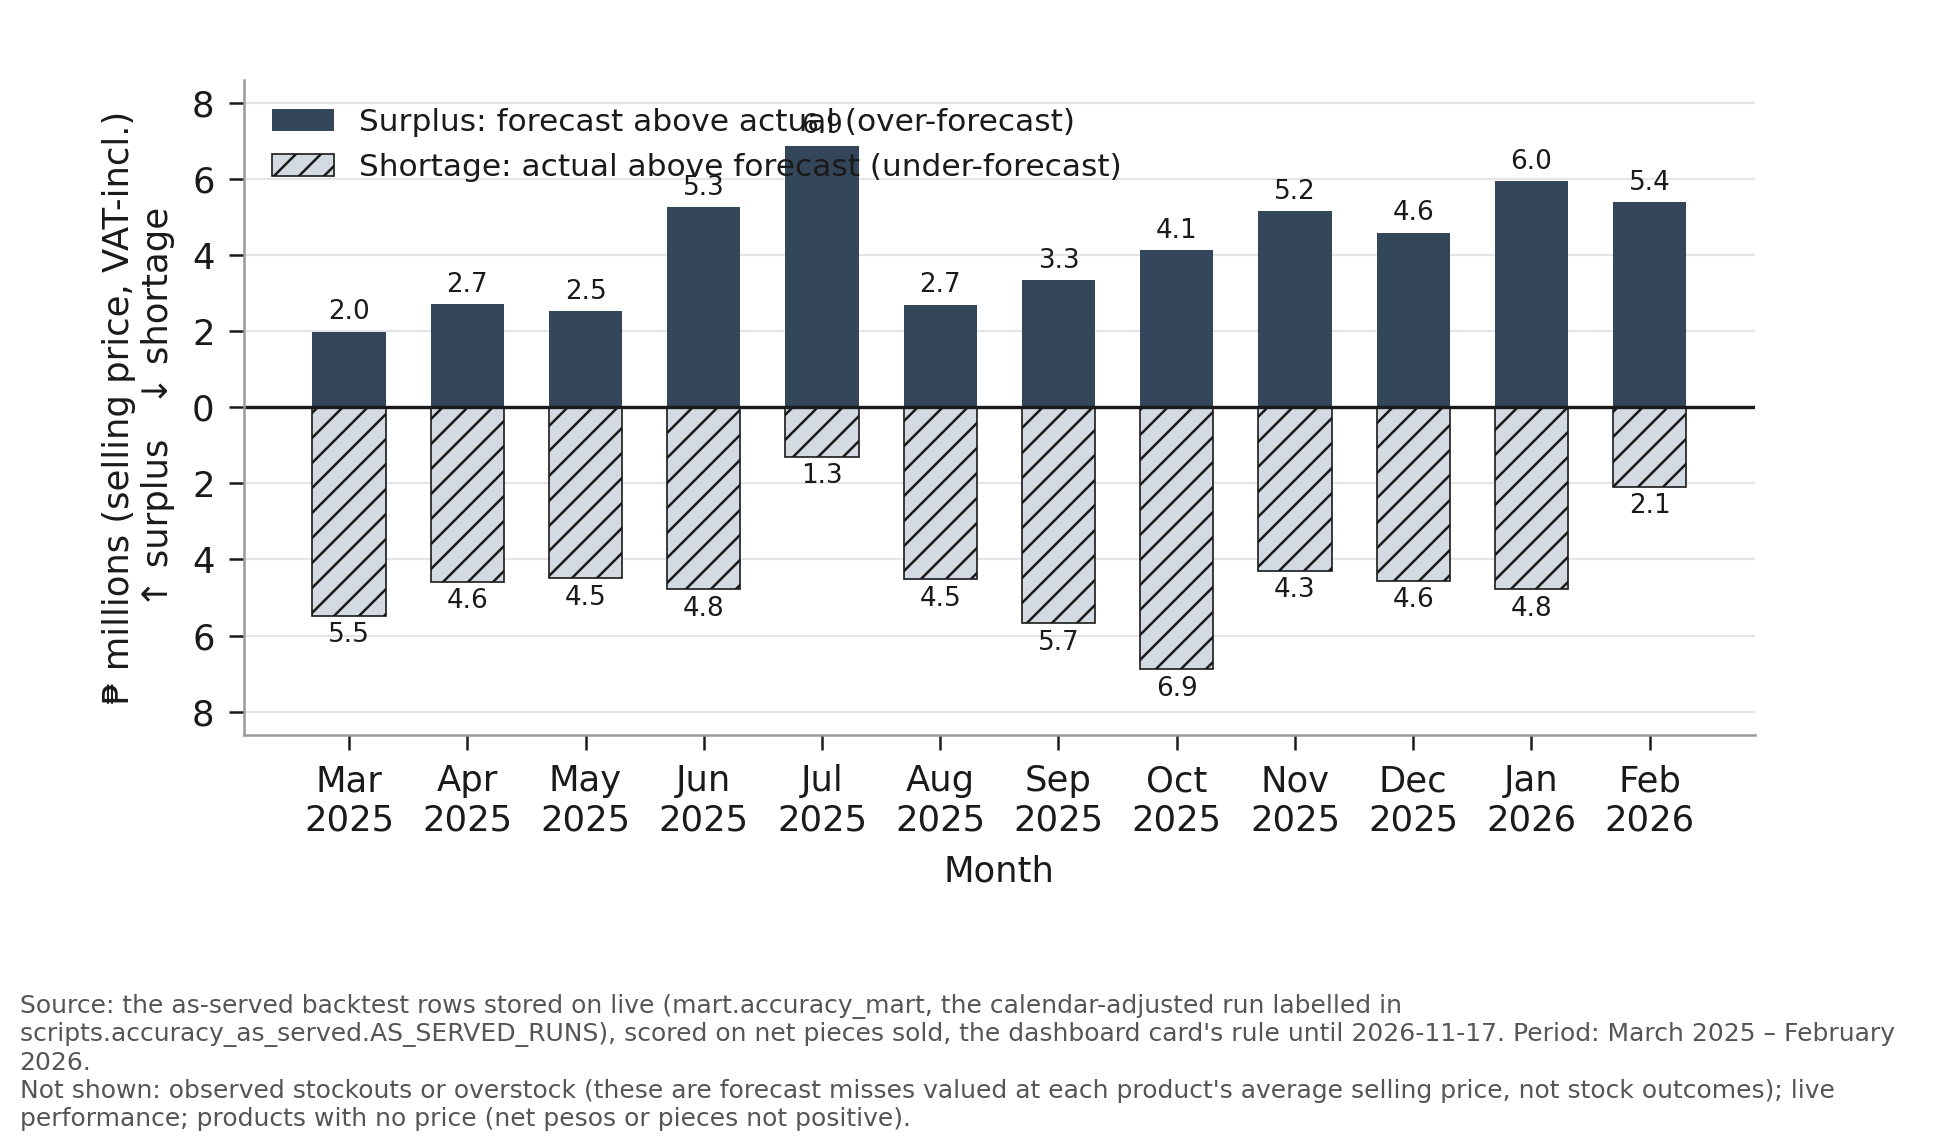 8
6
4
2
0
2
4
6
8
₱ millions (selling price, VAT-incl.)
↑ surplus ↓ shortage
Surplus: forecast above actual (over-forecast)
Shortage: actual above forecast (under-forecast)
2.0
2.7
2.5
5.3
6.9
2.7
3.3
4.1
5.2
4.6
6.0
5.4
5.5
4.6
4.5
4.8
1.3
4.5
5.7
6.9
4.3
4.6
4.8
2.1
Mar
2025
Apr
2025
May
2025
Jun
2025
Jul
2025
Aug
2025
Sep
2025
Oct
2025
Nov
2025
Dec
2025
Jan
2026
Feb
2026
Month
Source: the as-served backtest rows stored on live (mart.accuracy_mart, the calendar-adjusted run labelled in
scripts.accuracy_as_served.AS_SERVED_RUNS), scored on net pieces sold, the dashboard card's rule until 2026-11-17. Period: March 2025 – February
2026.
Not shown: observed stockouts or overstock (these are forecast misses valued at each product's average selling price, not stock outcomes); live
performance; products with no price (net pesos or pieces not positive).